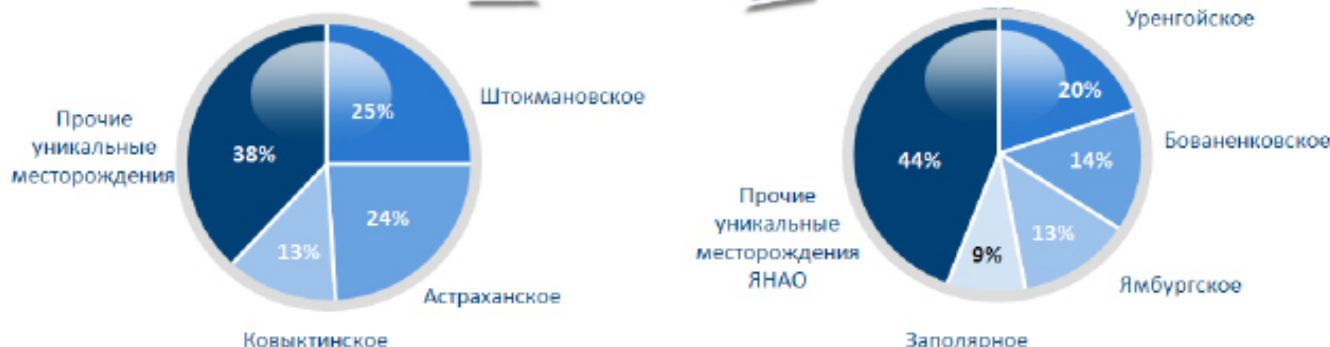 25%
Штокмановское
Прочие
уникальные
месторождения
38%
24%
13%
Астраханское
Ковыктинское
Уренгойское
20%
Бованенковское
44%
14%
Прочие
уникальные
месторождения
ЯНАО
13%
9%
Ямбургское
Заполярное